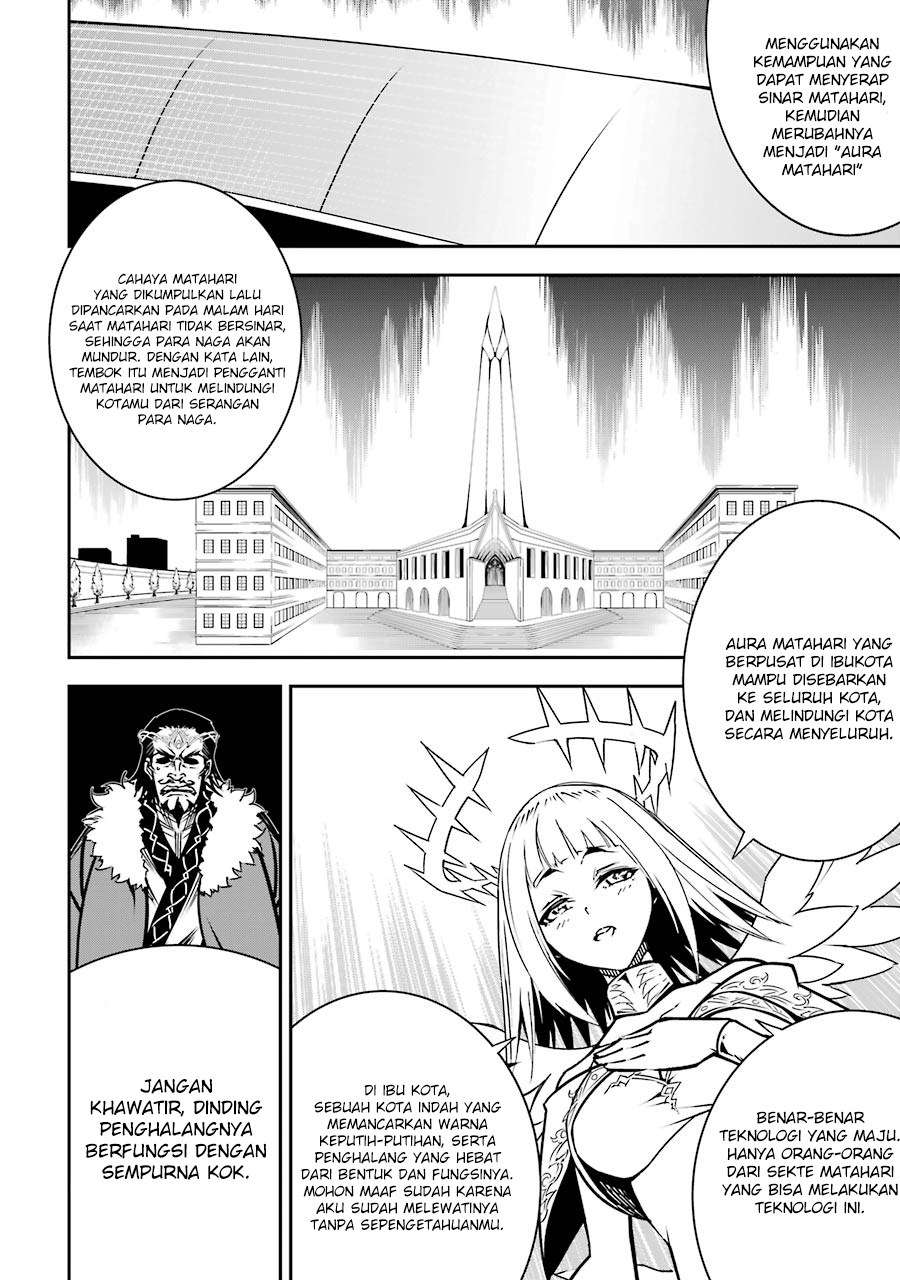 MENGGUNAKAN
KEMAMPUAN YANG
DAPAT MENYERAP
SINAR MATAHARI,
KEMUDIAN
MERUBAHNYA
MENJADI "AURA
MATAHARI"
CAHAYA MATAHARI
YANG DIKUMPULKAN LALU
DIPANCARKAN PADA MALAM HARI
SAAT MATAHARI TIDAK BERSINAR,
SEHINGGA PARA NAGA AKAN
MUNDUR. DENGAN KATA LAIN,
TEMBOK ITU MENJADI PENGGANTI
MATAHARI UNTUK MELINDUNGI
KOTAMU DARI SERANGAN
PARA NAGA.
AURA MATAHARI YANG
BERPUSAT DI IBUKOTA
MAMPU DISEBARKAN
KE SELURUH KOTA,
DAN MELINDUNGI KOTA
SECARA MENYELURUH.
BENAR-BENAR
TEKNOLOGI YANG MAJU.
HANYA ORANG-ORANG
DARI SEKTE MATAHARI
YANG BISA MELAKUKAN
TEKNOLOGI INI.
DI IBU KOTA,
SEBUAH KOTA INDAH YANG
MEMANCARKAN WARNA
KEPUTIH-PUTIHAN, SERTA
PENGHALANG YANG HEBAT
DARI BENTUK DAN FUNGSINYA.
MOHON MAAF SUDAH KARENA
AKU SUDAH MELEWATINYA
TANPA SEPENGETAHUANMU.
JANGAN
KHAWATIR, DINDING
PENGHALANGNYA
BERFUNGSI DENGAN
SEMPURNA KOK.